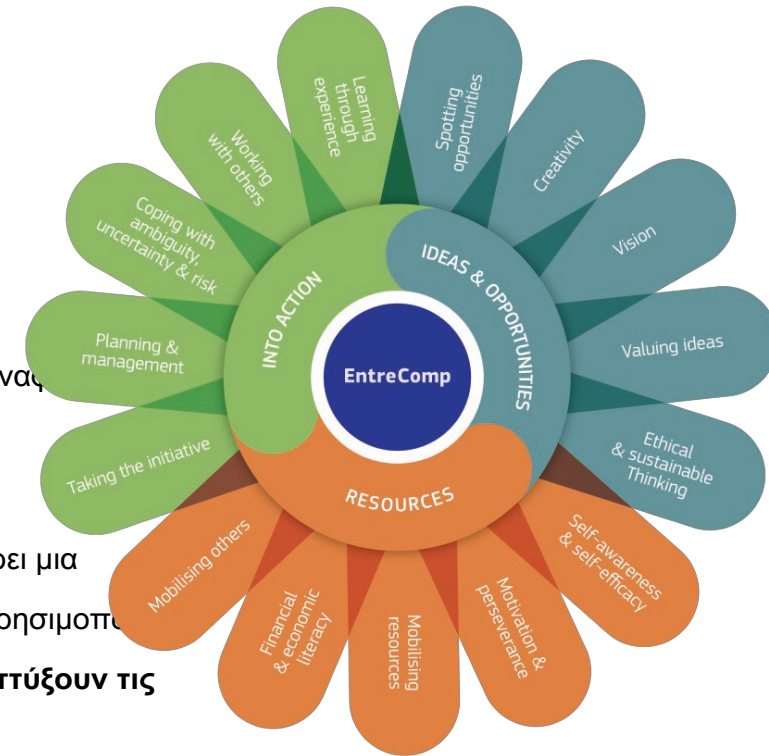 Learning
through
experience
Spotting
opportunities
Working
with others
Creativity
Coping with
ambiguity,
uncertainty & risk
Vision
INTO ACTION
IDEAS & OPPORTUNITIES
Planning &
management
EntreComp
Valuing ideas
Taking the initiative
Ethical
& sustainable
Thinking
RESOURCES
Mobilising others
Self-awareness
& self-efficacy
Financial
& economic
literacy
Mobilising
resources
Motivation &
perseverance
μια
τις